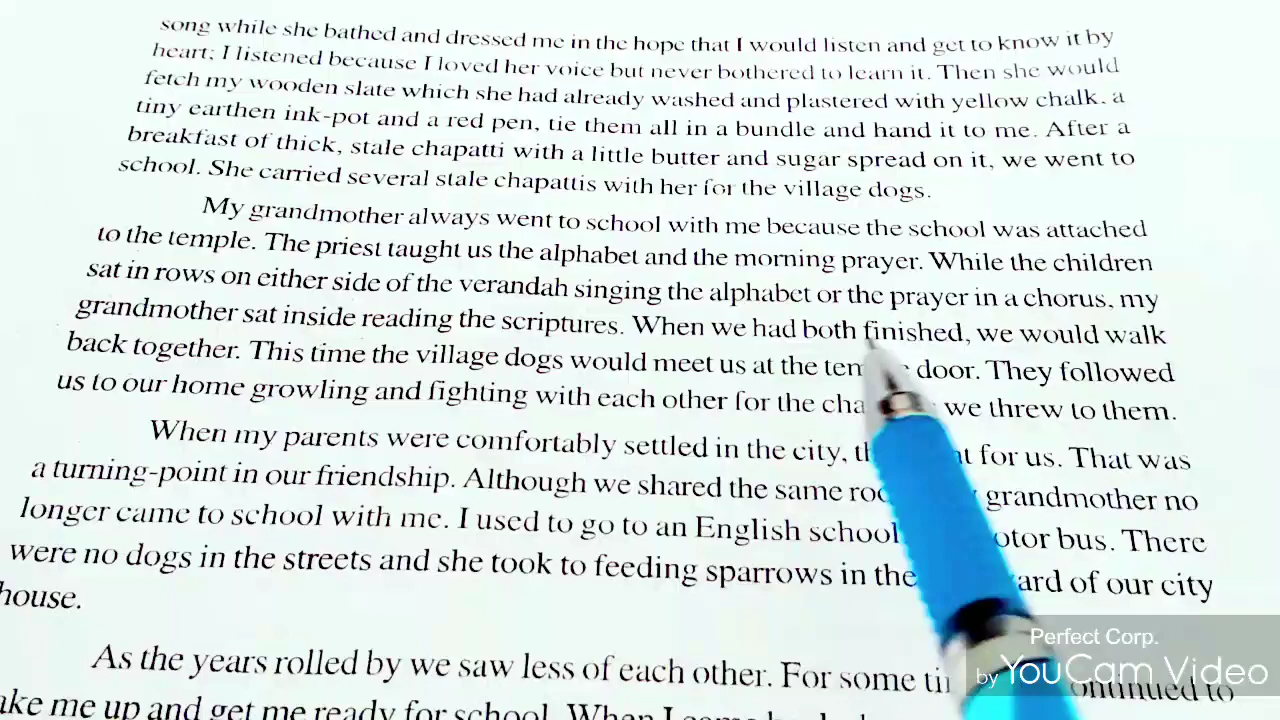 song while she bathed and dressed me in the hope that I would listen and get to know it by
heart; I listened because I loved her voice but never bothered to learn it. Then she would
fetch my wooden slate which she had already washed and plastered with yellow chalk, a
tiny earthen ink-pot and a red pen, tie them all in a bundle and hand it to me. After a
breakfast of thick, stale chapatti with a little butter and sugar spread on it, we went to
school. She carried several stale chapattis with her for the village dogs.
My grandmother always went to school with me because the school was attached
to the temple. The priest taught us the alphabet and the morning prayer. While the children
sat in rows on either side of the verandah singing the alphabet or the prayer in a chorus, my
grandmother sat inside reading the scriptures. When we had both finished, we would walk
back together. This time the village dogs would meet us at the door. They followed
us to our home growling and fighting with each other for the we threw to them.
When my parents were comfortably settled in the city, for us. That was
a turning-point in our friendship. Although we shared the same grandmother no
longer came to school with me. I used to go to an English school bus. There
were no dogs in the streets and she took to feeding sparrows in the of our city
house.
As the years rolled by we saw less of each other. For some to
up and get me ready for school. When I
Perfect Corp.
by YouCam Video